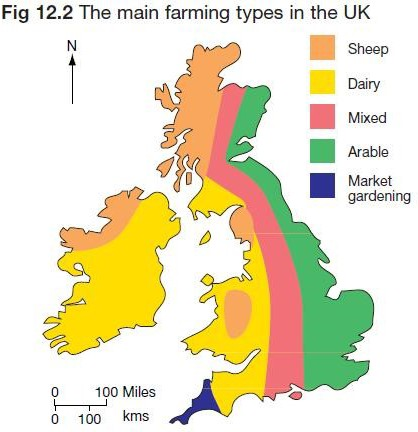 Fig 12.2 The main farming types in the UK
N
Sheep
Dairy
Mixed
Arable
Market
gardening
0 100 Miles
0 100 kms